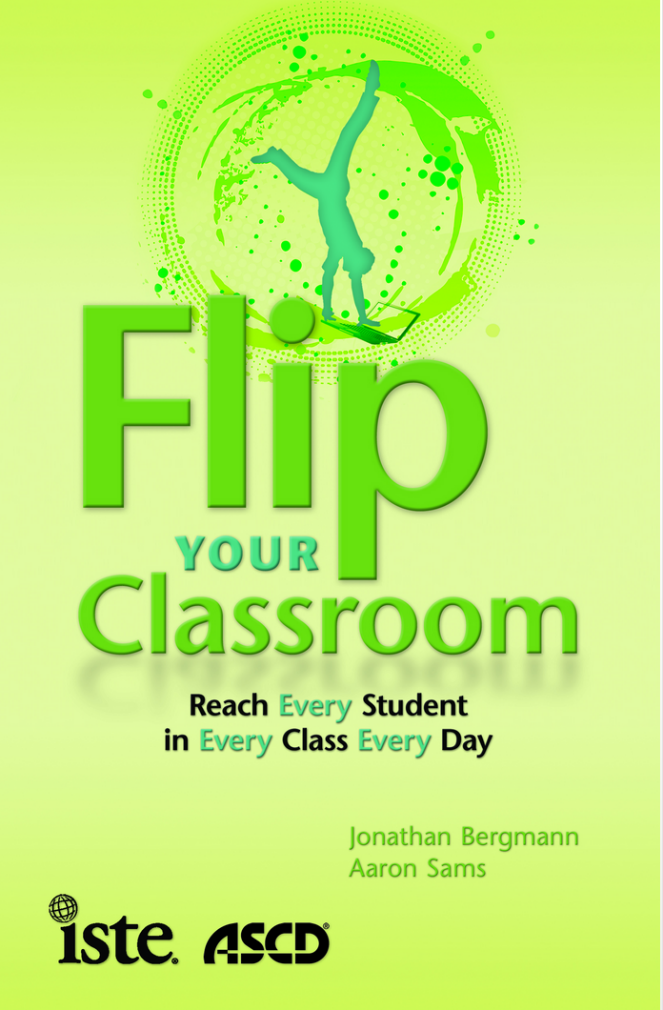 Flip
YOUR
Classroom
Reach Every Student
in Every Class Every Day
Jonathan Bergmann
Aaron Sams
iste® ASCD®